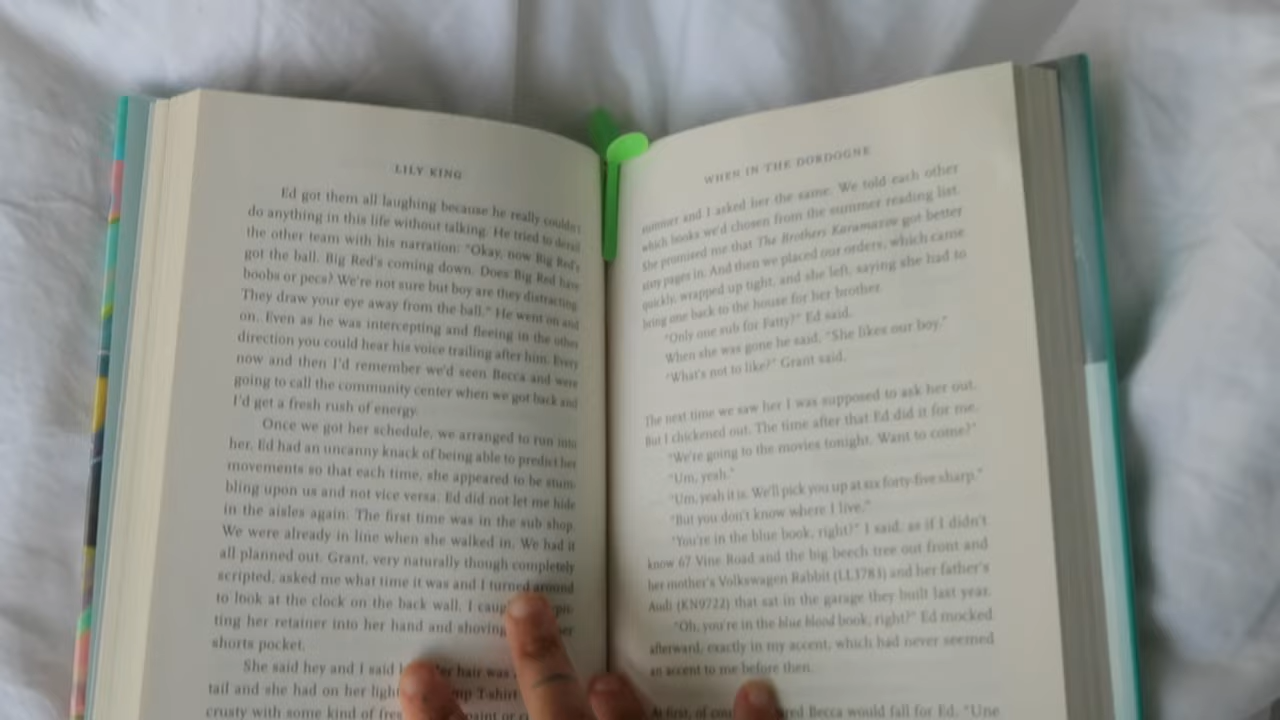 LILY KING
Ed got them all laughing because he really couldn't
do anything in this life without talking. He tried to derail
the other team with his narration: "Okay, now Big Red's
got the ball. Big Red's coming down. Does Big Red have
boobs or pecs? We're not sure but boy are they distracting.
They draw your eye away from the ball." He went on and
on. Even as he was intercepting and fleeing in the other
direction you could hear his voice trailing after him. Every
now and then I'd remember we'd seen Becca and were
going to call the community center when we got back and
I'd get a fresh rush of energy.
Once we got her schedule, we arranged to run into
her. Ed had an uncanny knack of being able to predict her
movements so that each time, she appeared to be stum-
bling upon us and not vice versa. Ed did not let me hide
in the aisles again. The first time was in the sub shop.
We were already in line when she walked in. We had it
all planned out. Grant, very naturally though completely
scripted, asked me what time it was and I turned around
to look at the clock on the back wall. I
ting her retainer into her hand and shoving
shorts pocket.
She said hey and I said hair was
tail and she had on her T-shirt
crusty with some kind of paint or
WHEN IN THE DORDOGNE
summer and I asked her the same. We told each other
which books we'd chosen from the summer reading list.
She promised me that The Brothers Karamazov got better
sixty pages in. And then we placed our orders, which came
quickly, wrapped up tight, and she left, saying she had to
bring one back to the house for her brother.
"Only one sub for Fatty?" Ed said.
When she was gone he said, "She likes our boy."
"What's not to like?" Grant said.
The next time we saw her I was supposed to ask her out.
But I chickened out. The time after that Ed did it for me.
"We're going to the movies tonight. Want to come?"
"Um, yeah."
"Um, yeah it is. We'll pick you up at six forty-five sharp."
"But you don't know where I live."
"You're in the blue book, right?" I said, as if I didn't
know 67 Vine Road and the big beech tree out front and
her mother's Volkswagen Rabbit (LL3783) and her father's
Audi (KN9722) that sat in the garage they built last year.
"Oh, you're in the blue blood book, right?" Ed mocked
afterward, exactly in my accent, which had never seemed
an accent to me before then.
At first, of Becca would fall for Ed. "Une